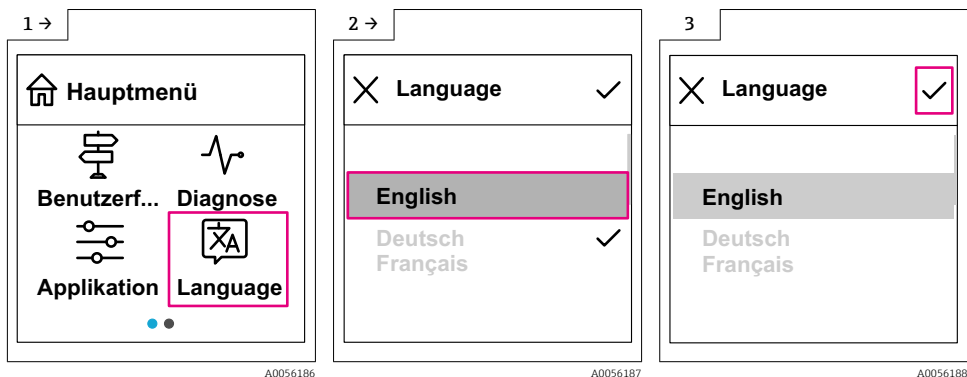 1 →
Hauptmenü
Benutzerf... Diagnose
Applikation Language
A0056186
2 →
Language
English
Deutsch
Français
A0056187
3
Language
English
Deutsch
Français
A0056188